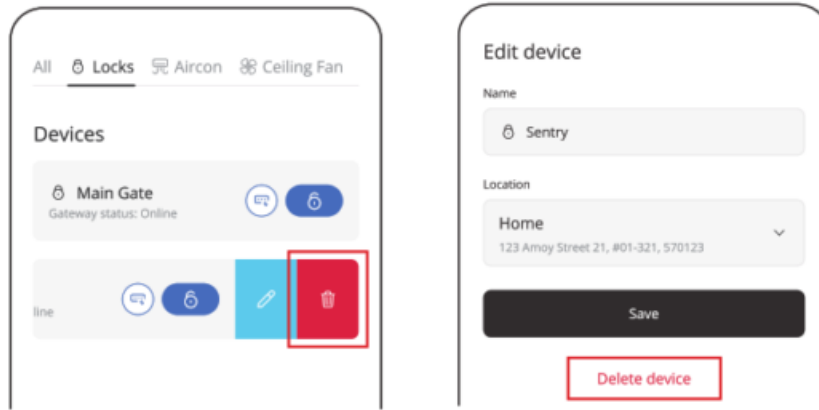 All Locks Aircon Ceiling Fan
Devices
Main Gate
Gateway status: Online
line
Edit device
Name
Sentry
Location
Home
123 Amoy Street 21, #01-321, 570123
Save
Delete device